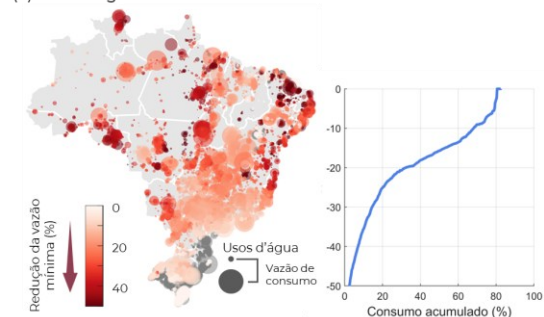 Redução da vazão
mínima (%)
0
20
40
Usos d'água
Vazão de
consumo
0
-10
-20
-30
-40
-50
0
20
40
60
80
100
Consumo acumulado (%)